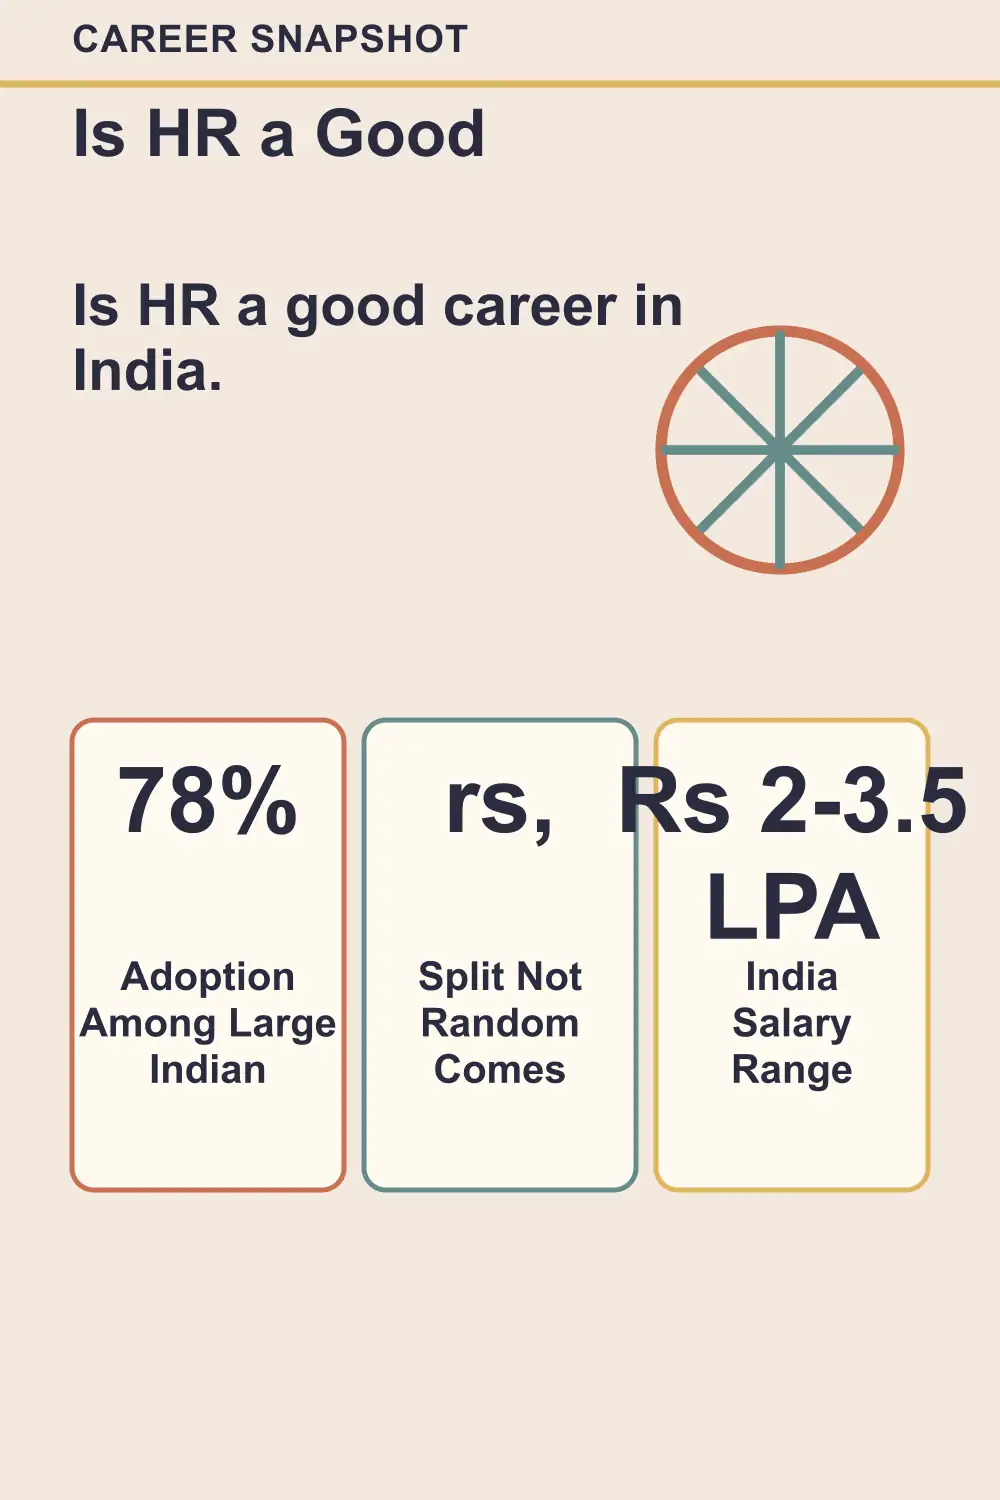 CAREER SNAPSHOT
Is HR a Good
Is HR a good career in
India.
78%
Adoption
Among Large
Indian
rs,
Split Not
Random
Comes
Rs 2-3.5
LPA
India
Salary
Range